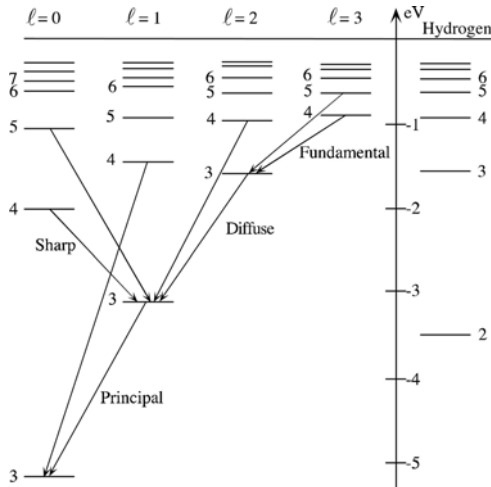 ℓ= 0 ℓ= 1 ℓ= 2 ℓ= 3 eV
Hydrogen
7 6 6 6 6
6 5 5 5
5 5 4 4 4 -1
4 Fundamental
3 3
4 -2
Sharp Diffuse
3 -3
2
Principal -4
3 -5